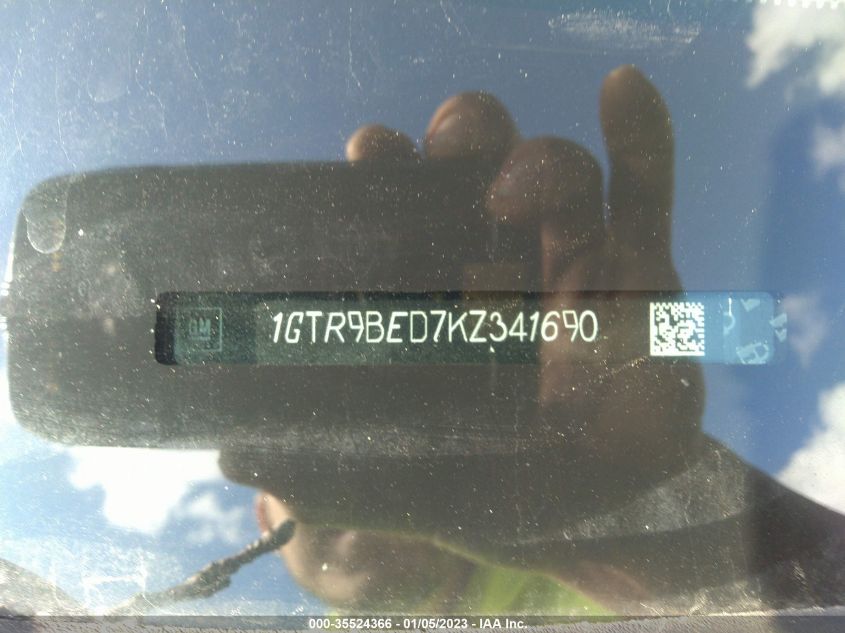 GM
1GTR9BED7KZ341690
000-35524366 - 01/05/2023 - IAA Inc.